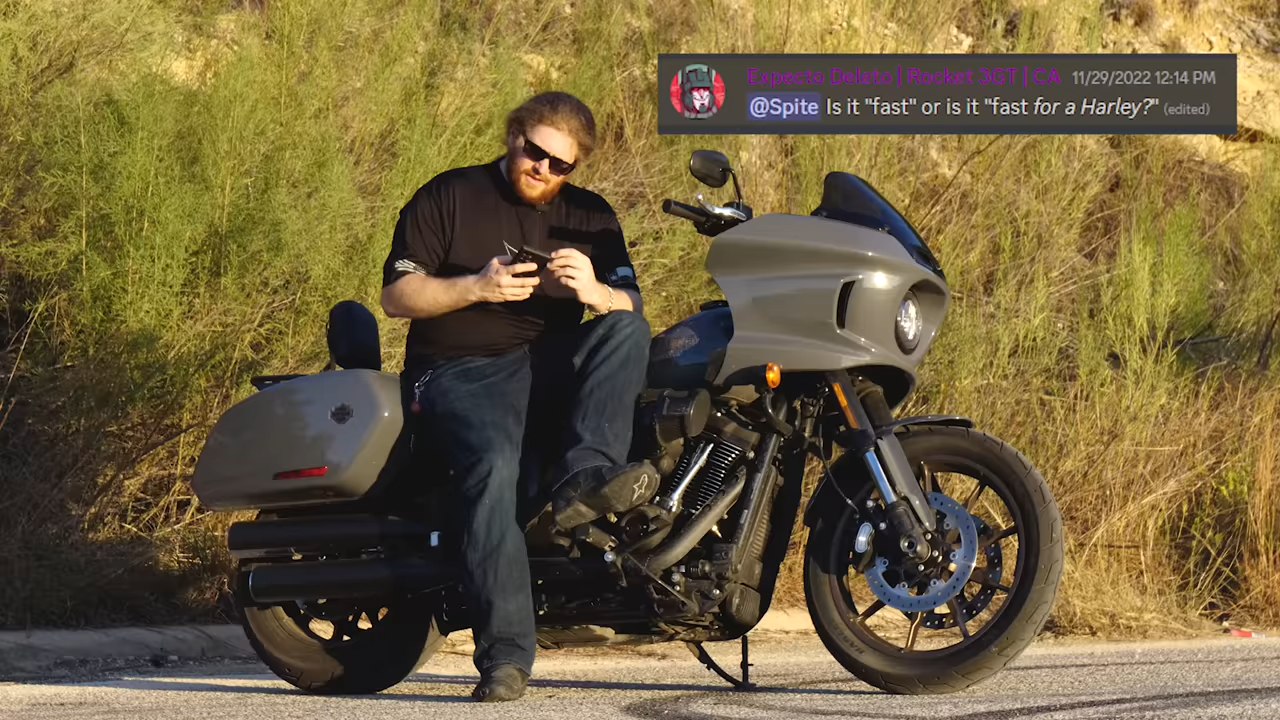 Expecto Deleto | Rocket 3GT | CA 11/29/2022 12:14 PM
@Spite Is it "fast" or is it "fast for a Harley?" (edited)